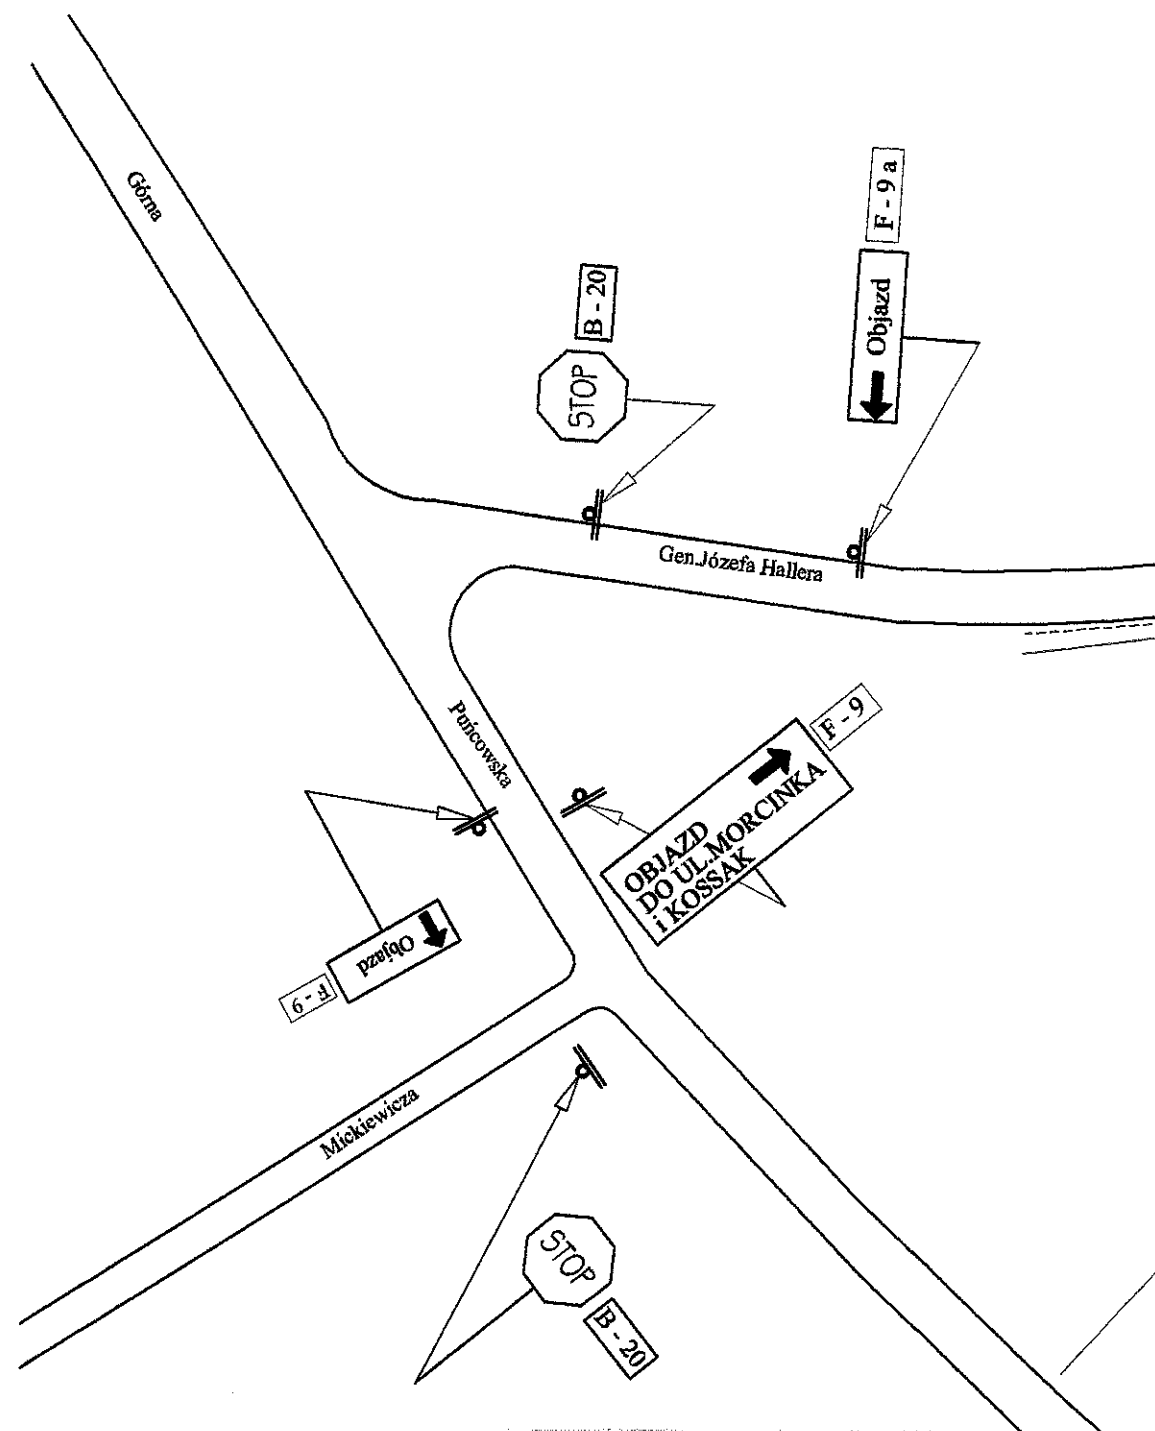 Górna
F - 9 a
Objazd
B - 20
STOP
Gen.Józefa Hallera
Puńcowska
F - 9
OBJAZD
DO UL.MORCINKA
i KOSSAK
Objazd
F - 9
Mickiewicza
STOP
B - 20